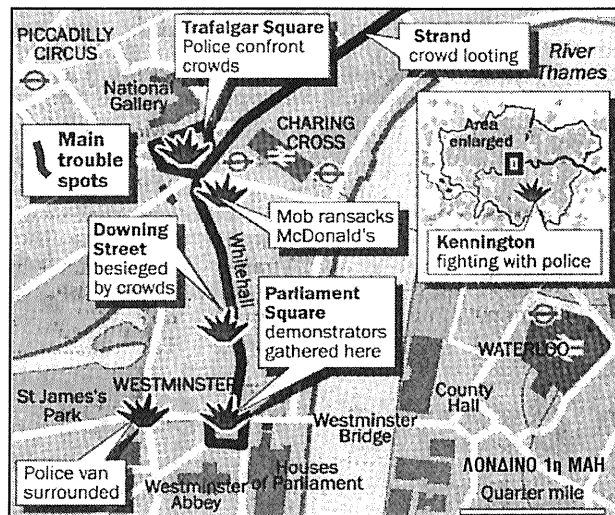 PICCADILLY
CIRCUS
Trafalgar Square
Police confront
crowds
Strand
crowd looting
River
Thames
National
Gallery
Main
trouble
spots
CHARING
CROSS
Area
enlarged
Kennington
fighting with police
Mob ransacks
McDonald's
Downing
Street
besieged
by crowds
Whitehall
Parliament
Square
demonstrators
gathered here
WATERLOO
St James's
Park
WESTMINSTER
County
Hall
Westminster
Bridge
Police van
surrounded
Westminster
Abbey
Houses
of Parliament
ΛΟΝΔΙΝΟ 1η ΜΑΗ
Quarter mile